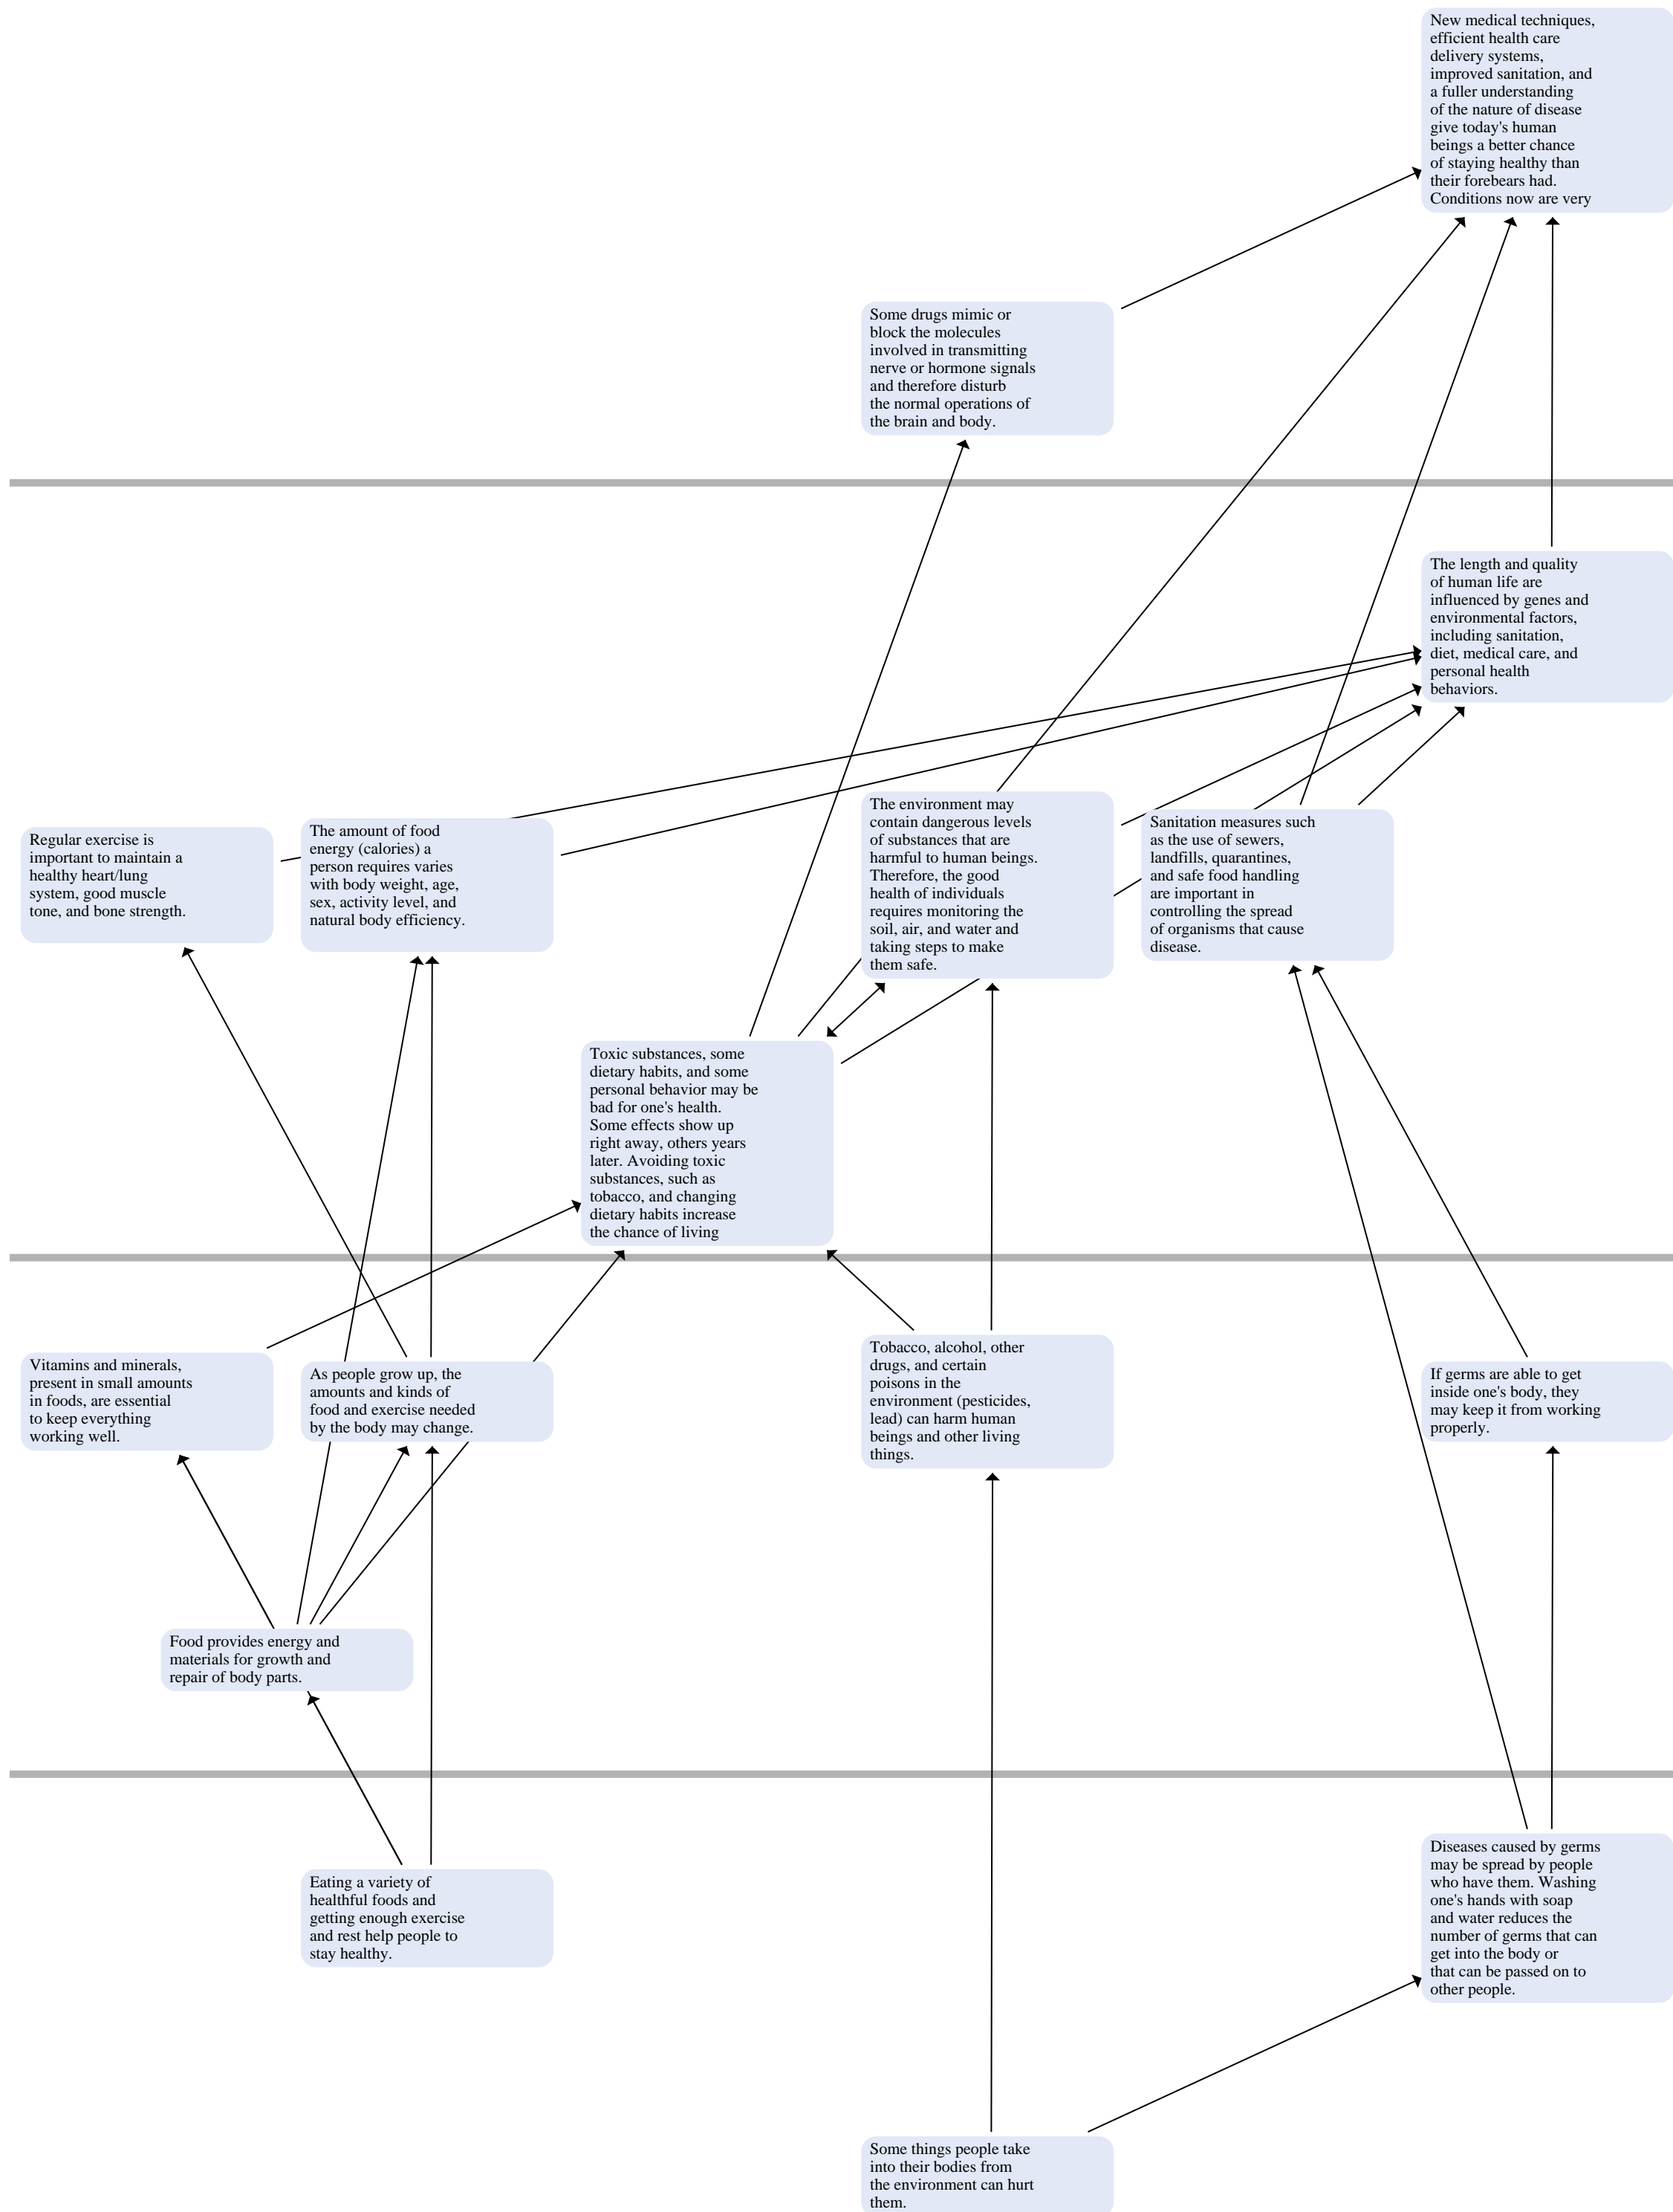 New medical techniques,
efficient health care
delivery systems,
improved sanitation, and
a fuller understanding
of the nature of disease
give today's human
beings a better chance
of staying healthy than
their forebears had.
Conditions now are very
Some drugs mimic or
block the molecules
involved in transmitting
nerve or hormone signals
and therefore disturb
the normal operations of
the brain and body.
The length and quality
of human life are
influenced by genes and
environmental factors,
including sanitation,
diet, medical care, and
personal health
behaviors.
Regular exercise is
important to maintain a
healthy heart/lung
system, good muscle
tone, and bone strength.
The amount of food
energy (calories) a
person requires varies
with body weight, age,
sex, activity level, and
natural body efficiency.
The environment may
contain dangerous levels
of substances that are
harmful to human beings.
Therefore, the good
health of individuals
requires monitoring the
soil, air, and water and
taking steps to make
them safe.
Sanitation measures such
as the use of sewers,
landfills, quarantines,
and safe food handling
are important in
controlling the spread
of organisms that cause
disease.
Toxic substances, some
dietary habits, and some
personal behavior may be
bad for one's health.
Some effects show up
right away, others years
later. Avoiding toxic
substances, such as
tobacco, and changing
dietary habits increase
the chance of living
Vitamins and minerals,
present in small amounts
in foods, are essential
to keep everything
working well.
As people grow up, the
amounts and kinds of
food and exercise needed
by the body may change.
Tobacco, alcohol, other
drugs, and certain
poisons in the
environment (pesticides,
lead) can harm human
beings and other living
things.
If germs are able to get
inside one's body, they
may keep it from working
properly.
Food provides energy and
materials for growth and
repair of body parts.
Eating a variety of
healthful foods and
getting enough exercise
and rest help people to
stay healthy.
Diseases caused by germs
may be spread by people
who have them. Washing
one's hands with soap
and water reduces the
number of germs that can
get into the body or
that can be passed on to
other people.
Some things people take
into their bodies from
the environment can hurt
them.